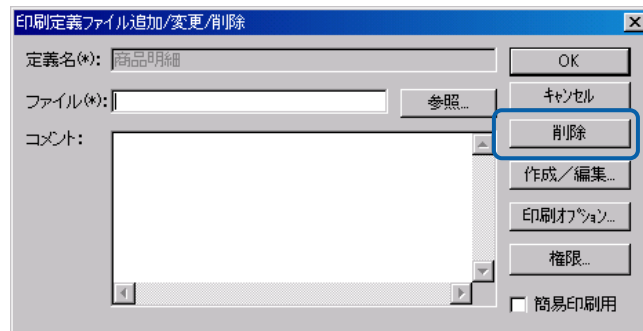 印刷定義ファイル追加/変更/削除
定義名(*): 商品明細
OK
ファイル(*):
参照...
キャンセル
コメント:
削除
作成／編集...
印刷オプション...
権限...
簡易印刷用